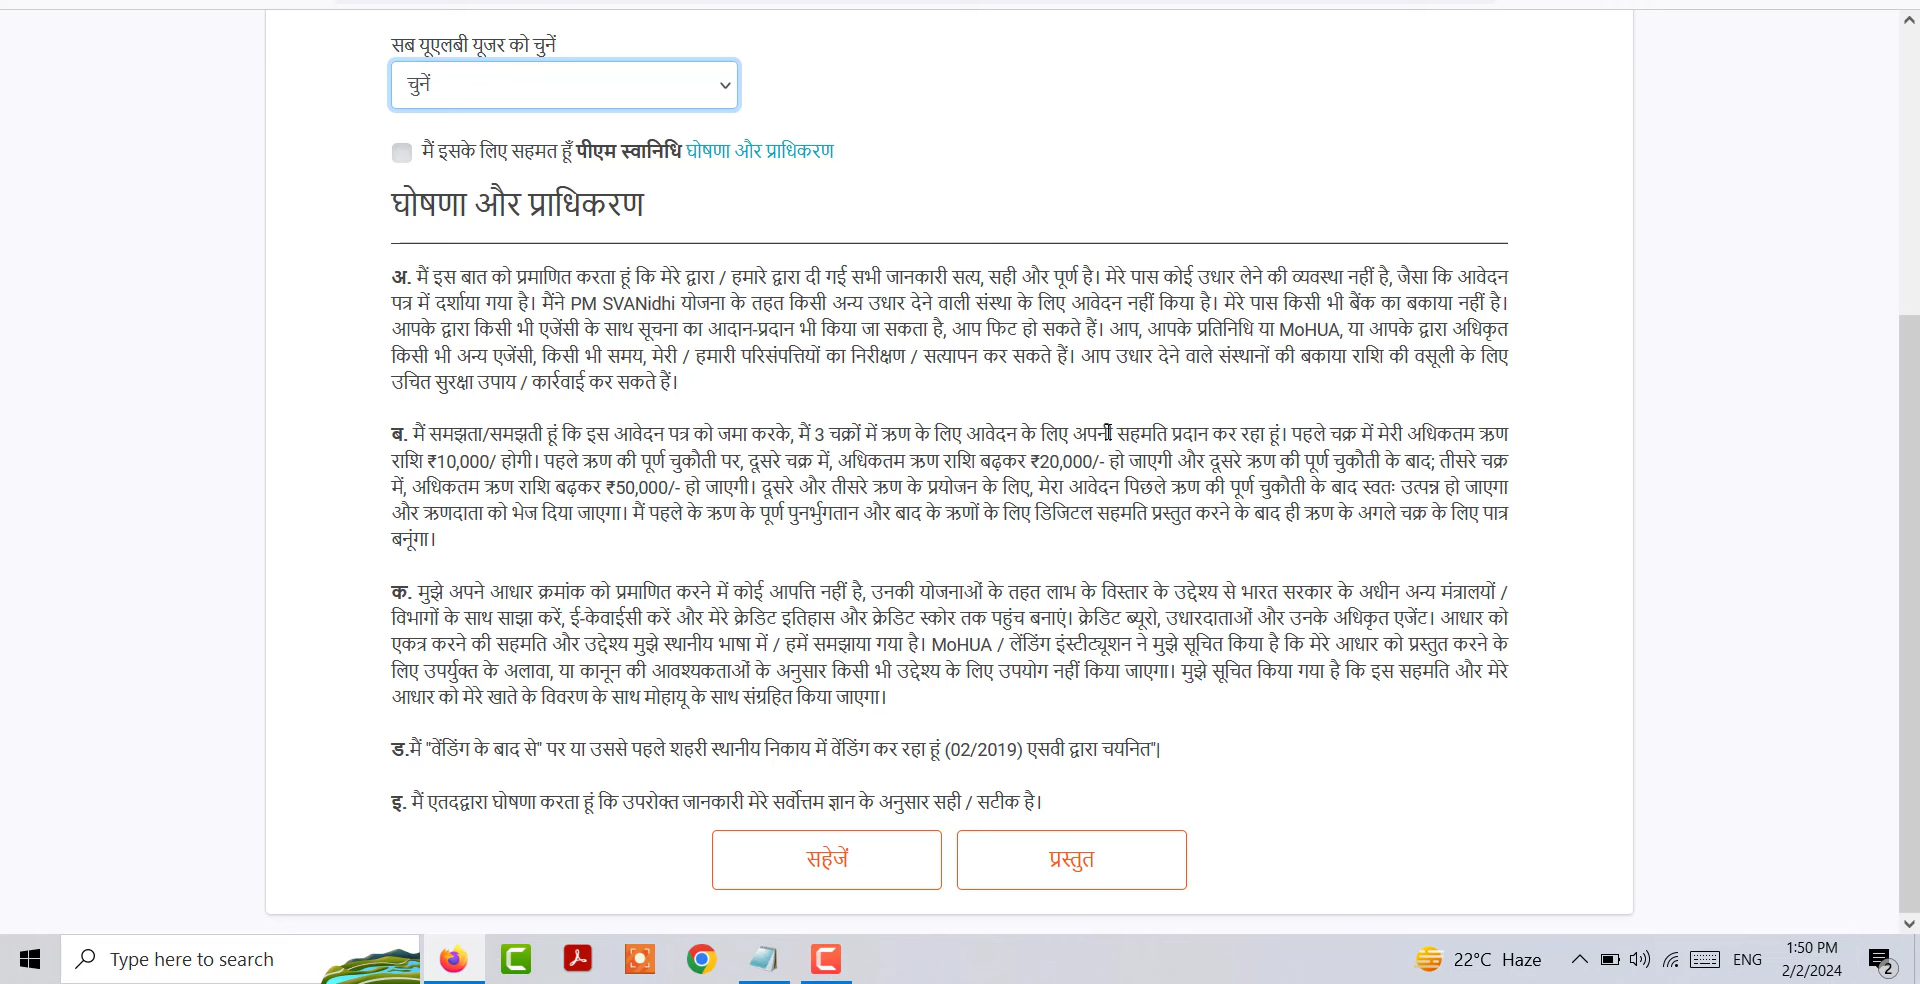 सब यूएलबी यूजर को चुनें
चुनें
मैं इसके लिए सहमत हूँ पीएम स्वानिधि घोषणा और प्राधिकरण
घोषणा और प्राधिकरण
अ. मैं इस बात को प्रमाणित करता हूं कि मेरे द्वारा / हमारे द्वारा दी गई सभी जानकारी सत्य, सही और पूर्ण है। मेरे पास कोई उधार लेने की व्यवस्था नहीं है, जैसा कि आवेदन
पत्र में दर्शाया गया है। मैंने PM SVANidhi योजना के तहत किसी अन्य उधार देने वाली संस्था के लिए आवेदन नहीं किया है। मेरे पास किसी भी बैंक का बकाया नहीं है।
आपके द्वारा किसी भी एजेंसी के साथ सूचना का आदान-प्रदान भी किया जा सकता है, आप फिट हो सकते हैं। आप, आपके प्रतिनिधि या MoHUA, या आपके द्वारा अधिकृत
किसी भी अन्य एजेंसी, किसी भी समय, मेरी / हमारी परिसंपत्तियों का निरीक्षण / सत्यापन कर सकते हैं। आप उधार देने वाले संस्थानों की बकाया राशि की वसूली के लिए
उचित सुरक्षा उपाय / कार्रवाई कर सकते हैं।
ब. मैं समझता/समझती हूं कि इस आवेदन पत्र को जमा करके, मैं 3 चक्रों में ऋण के लिए आवेदन के लिए अपनी सहमति प्रदान कर रहा हूं। पहले चक्र में मेरी अधिकतम ऋण
राशि ₹10,000/ होगी। पहले ऋण की पूर्ण चुकौती पर, दूसरे चक्र में, अधिकतम ऋण राशि बढ़कर ₹20,000/- हो जाएगी और दूसरे ऋण की पूर्ण चुकौती के बाद; तीसरे चक्र
में, अधिकतम ऋण राशि बढ़कर ₹50,000/- हो जाएगी। दूसरे और तीसरे ऋण के प्रयोजन के लिए, मेरा आवेदन पिछले ऋण की पूर्ण चुकौती के बाद स्वतः उत्पन्न हो जाएगा
और ऋणदाता को भेज दिया जाएगा। मैं पहले के ऋण के पूर्ण पुनर्भुगतान और बाद के ऋणों के लिए डिजिटल सहमति प्रस्तुत करने के बाद ही ऋण के अगले चक्र के लिए पात्र
बनूंगा।
क. मुझे अपने आधार क्रमांक को प्रमाणित करने में कोई आपत्ति नहीं है, उनकी योजनाओं के तहत लाभ के विस्तार के उद्देश्य से भारत सरकार के अधीन अन्य मंत्रालयों /
विभागों के साथ साझा करें, ई-केवाईसी करें और मेरे क्रेडिट इतिहास और क्रेडिट स्कोर तक पहुंच बनाएं। क्रेडिट ब्यूरो, उधारदाताओं और उनके अधिकृत एजेंट। आधार को
एकत्र करने की सहमति और उद्देश्य मुझे स्थानीय भाषा में / हमें समझाया गया है। MoHUA / लेंडिंग इंस्टीट्यूशन ने मुझे सूचित किया है कि मेरे आधार को प्रस्तुत करने के
लिए उपर्युक्त के अलावा, या कानून की आवश्यकताओं के अनुसार किसी भी उद्देश्य के लिए उपयोग नहीं किया जाएगा। मुझे सूचित किया गया है कि इस सहमति और मेरे
आधार को मेरे खाते के विवरण के साथ मोहायू के साथ संग्रहित किया जाएगा।
ड.मैं "वेंडिंग के बाद से" पर या उससे पहले शहरी स्थानीय निकाय में वेंडिंग कर रहा हूं (02/2019) एसवी द्वारा चयनित"|
इ. मैं एतदद्वारा घोषणा करता हूं कि उपरोक्त जानकारी मेरे सर्वोत्तम ज्ञान के अनुसार सही / सटीक है।
सहेजें प्रस्तुत
Type here to search 22°C Haze ENG 1:50 PM
2/2/2024 2